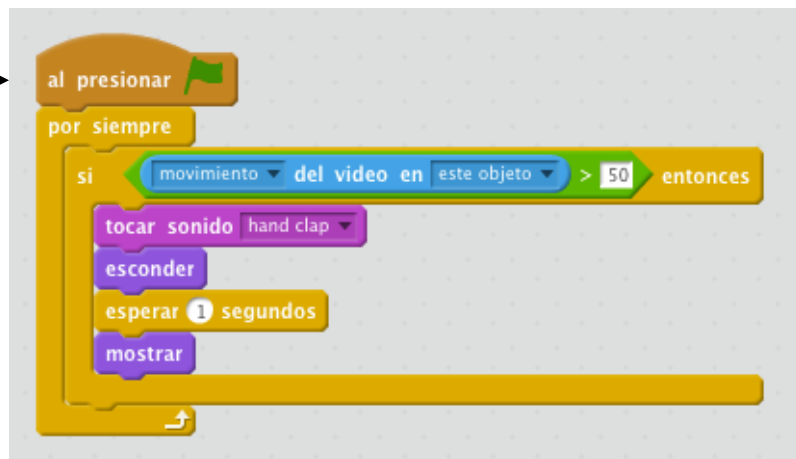 al presionar
por siempre
si movimiento del video en este objeto > 50 entonces
tocar sonido hand clap
esconder
esperar 1 segundos
mostrar